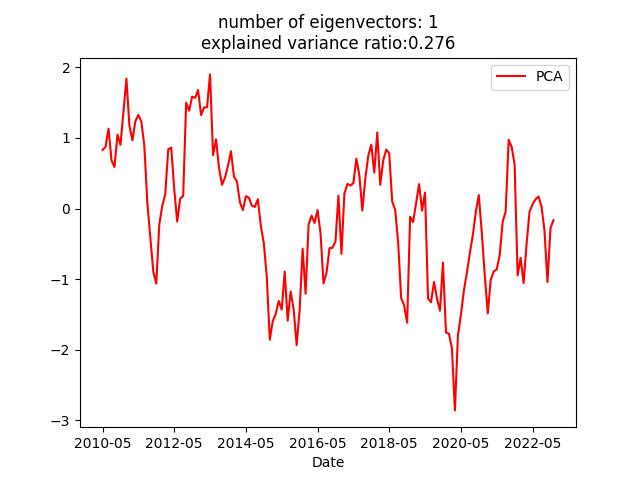 number of eigenvectors: 1
explained variance ratio:0.276
PCA
2
1
0
−1
−2
−3
2010-05 2012-05 2014-05 2016-05 2018-05 2020-05 2022-05
Date